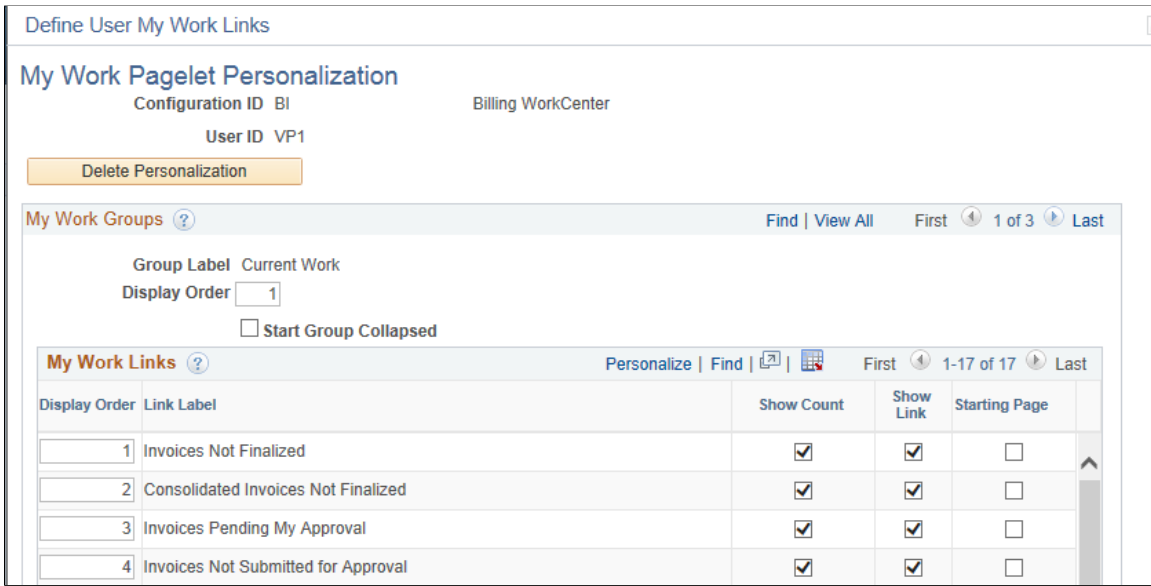 Define User My Work Links
My Work Pagelet Personalization
Configuration ID BI Billing WorkCenter
User ID VP1
Delete Personalization
My Work Groups ? Find | View All First 1 of 3 Last
Group Label Current Work
Display Order 1
Start Group Collapsed
My Work Links ? Personalize | Find | | First 1-17 of 17 Last
Display Order Link Label Show Count Show Link Starting Page
1 Invoices Not Finalized
2 Consolidated Invoices Not Finalized
3 Invoices Pending My Approval
4 Invoices Not Submitted for Approval